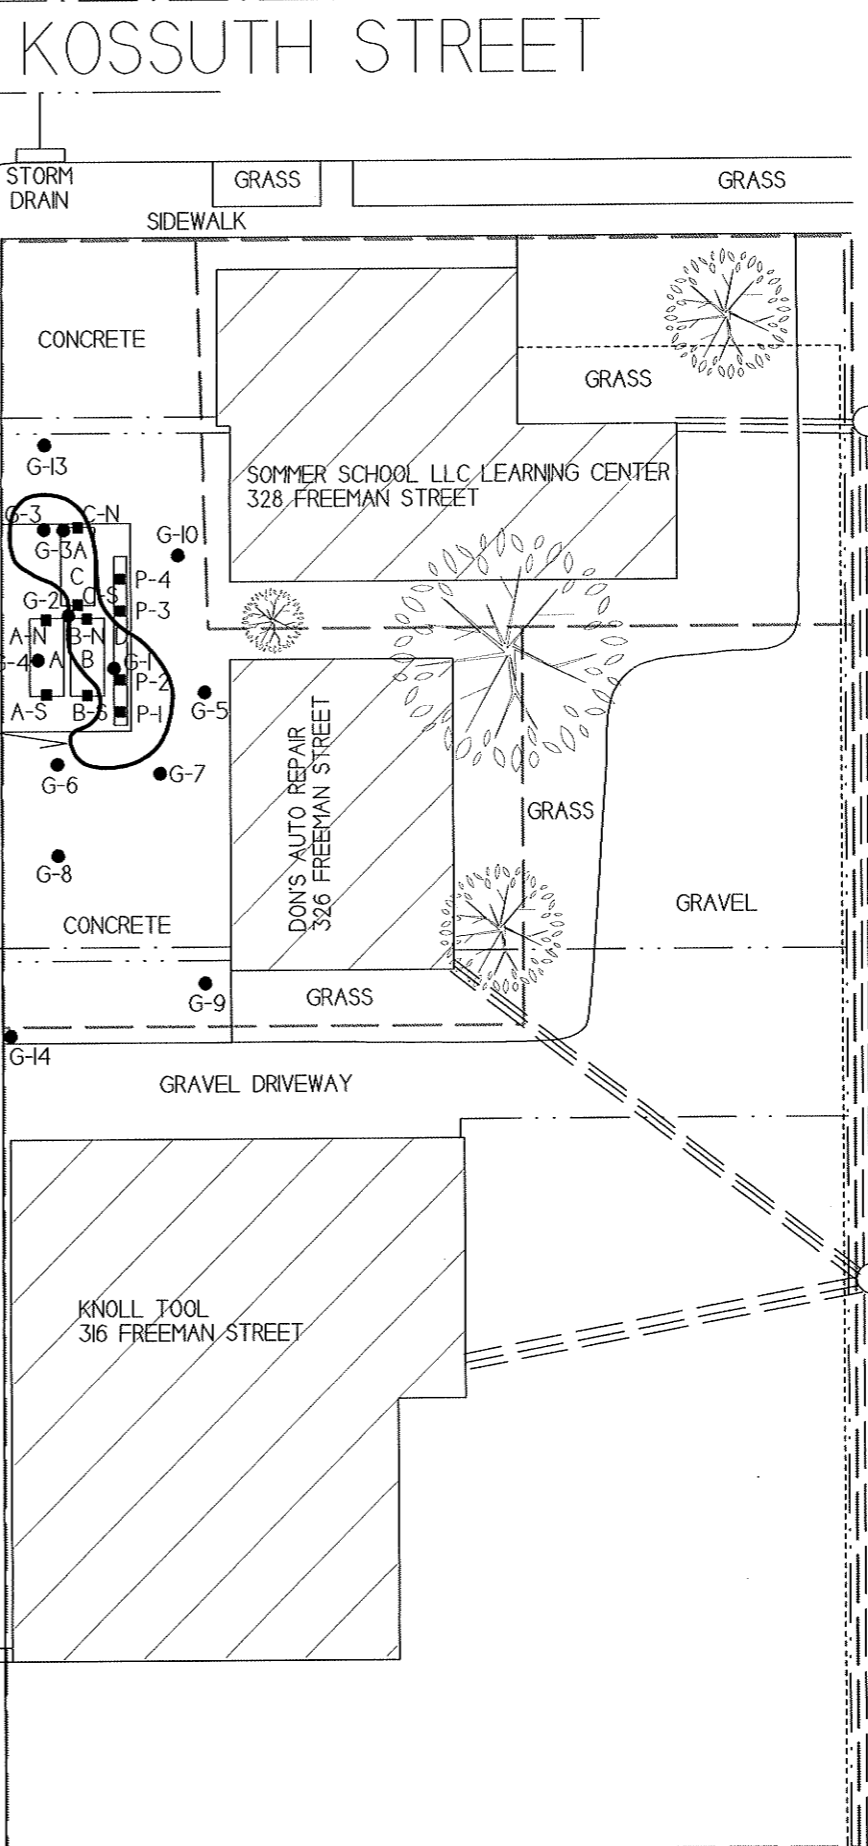 KOSSUTH STREET
STORM
DRAIN
GRASS
GRASS
SIDEWALK
CONCRETE
GRASS
G-13
SOMMER SCHOOL LLC LEARNING CENTER
328 FREEMAN STREET
G-3
C-N
G-10
G-3A
C
P-4
G-2
C-S
P-3
A-N
B-N
D
G-4
A
B
G-1
P-2
A-S
B-S
P-1
G-5
G-6
G-7
DON'S AUTO REPAIR
326 FREEMAN STREET
GRASS
G-8
CONCRETE
GRAVEL
G-9
GRASS
G-14
GRAVEL DRIVEWAY
KNOLL TOOL
316 FREEMAN STREET